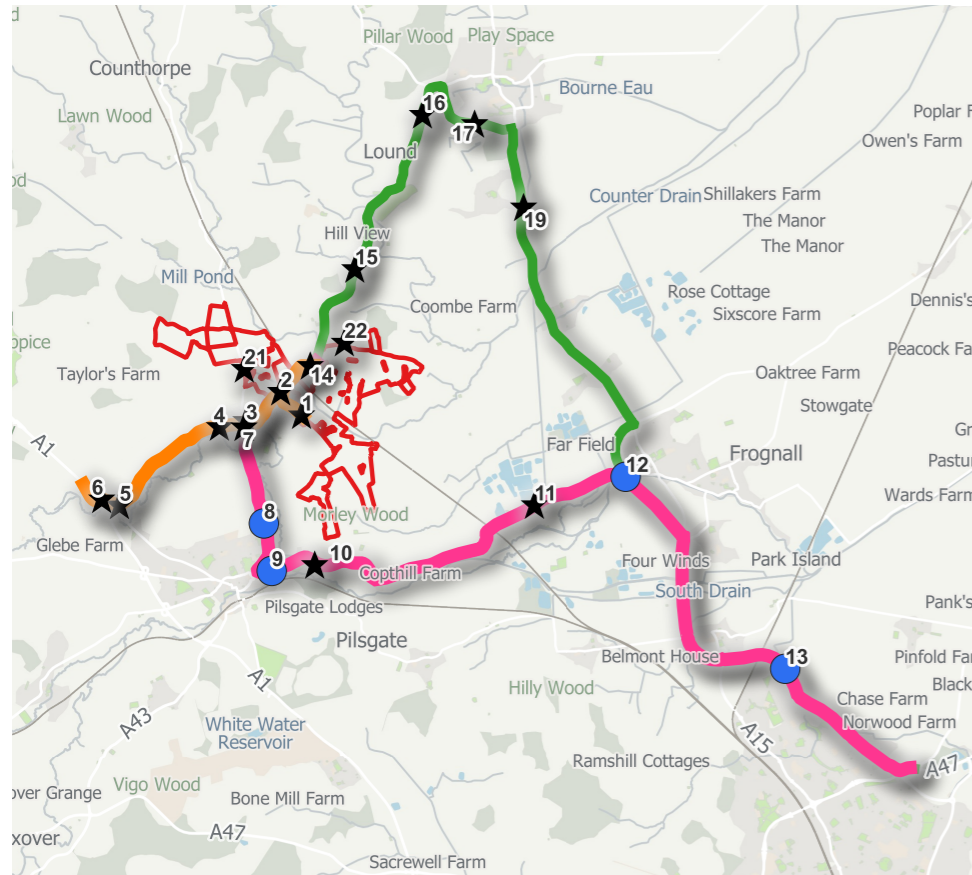 Pillar Wood
Play Space
Counthorpe
Bourne Eau
Lawn Wood
16
17
Poplar F
Owen's Farm
Lound
Counter Drain
Shillakers Farm
19
The Manor
The Manor
Hill View
15
Mill Pond
Rose Cottage
Coombe Farm
Sixscore Farm
Dennis's
22
opice
Peacock Fa
21
Taylor's Farm
14
Oaktree Farm
2
1
Stowgate
4
3
7
A1
Gr
Far Field
Frognall
Pastur
12
6
5
11
Wards Farm
8
Morley Wood
Glebe Farm
9
10
Copthill Farm
Four Winds
Park Island
South Drain
Pilsgate Lodges
Pank's
Pilsgate
Belmont House
13
Pinfold Far
A1
Hilly Wood
Black
Chase Farm
A43
White Water
Reservoir
Norwood Farm
A15
Ramshill Cottages
A47
over Grange
Vigo Wood
Bone Mill Farm
A47
xover
Sacrewell Farm